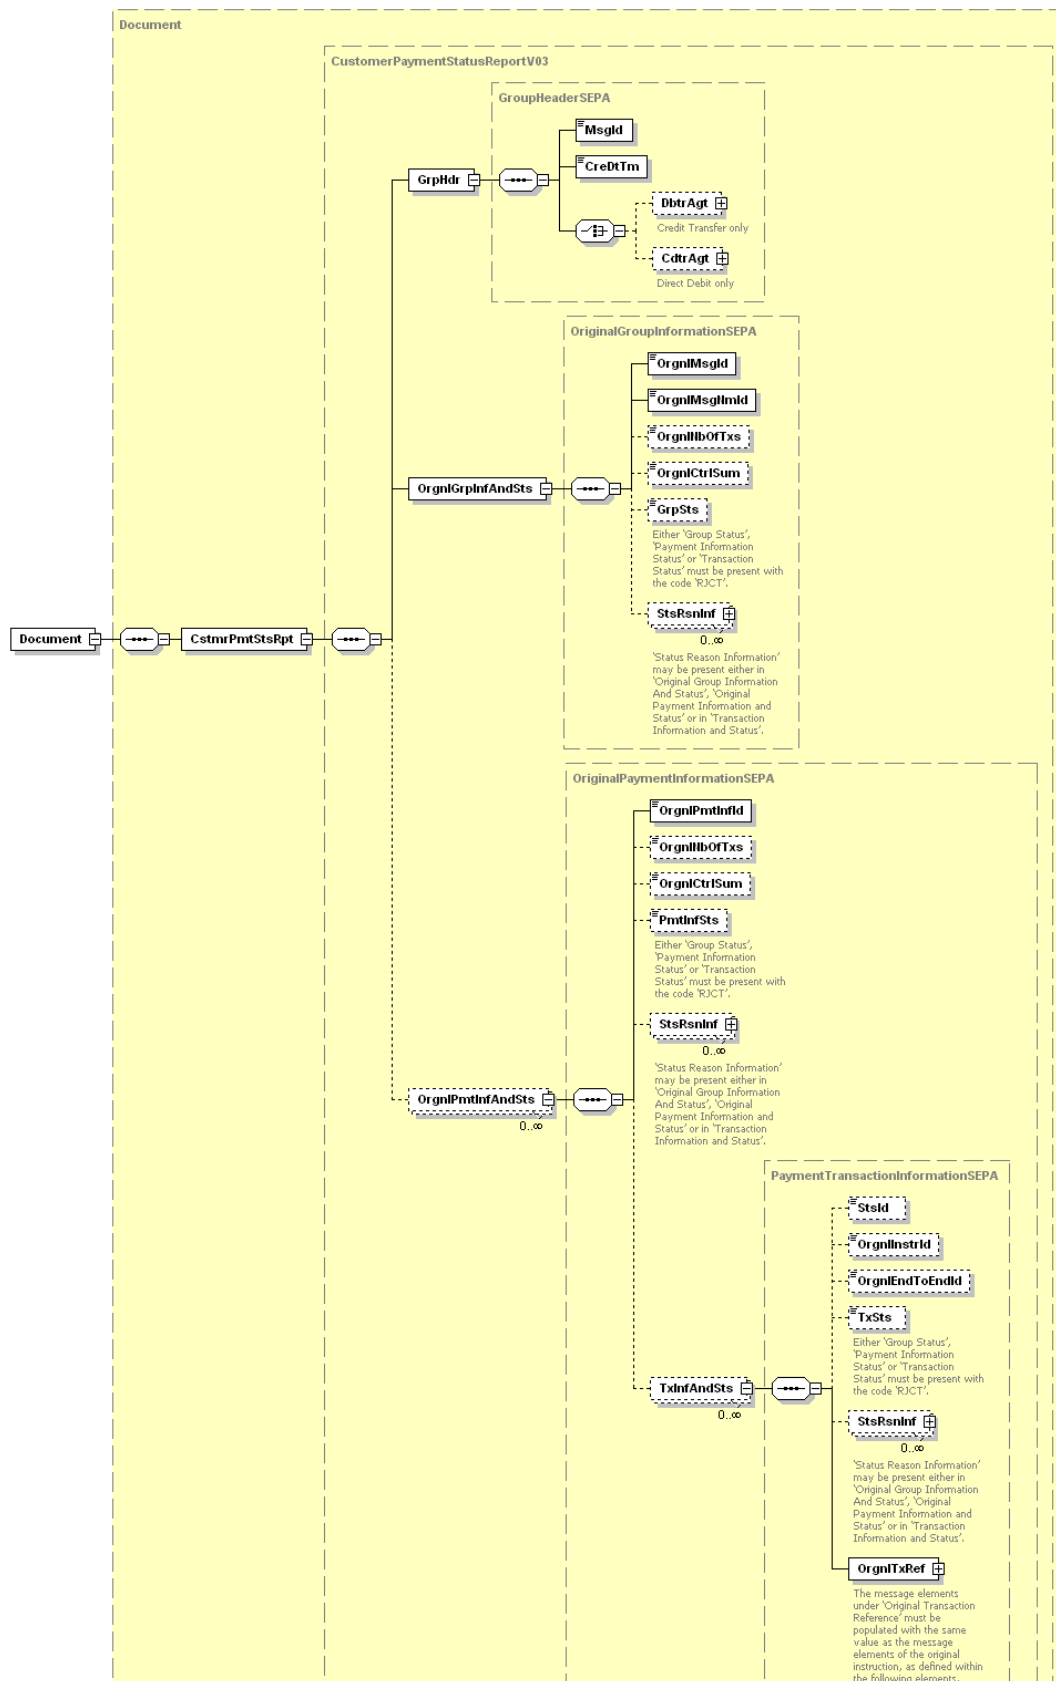 Document
CustomerPaymentStatusReportV03
GroupHeaderSEPA
MsgId
CreDtTm
GrpHdr
DbtrAgt
Credit Transfer only
CdtrAgt
Direct Debit only
OriginalGroupInformationSEPA
OrgnlMsgId
OrgnlMsgNmId
OrgnlNbOfTxs
OrgnlCtrlSum
OrgnlGrpInfAndSts
GrpSts
Either 'Group Status',
'Payment Information
Status' or 'Transaction
Status' must be present with
the code 'RJCT'.
StsRsnInf
0..∞
Document
CstmrPmtStsRpt
'Status Reason Information'
may be present either in
'Original Group Information
And Status', 'Original
Payment Information and
Status' or in 'Transaction
Information and Status'.
OriginalPaymentInformationSEPA
OrgnlPmtInfId
OrgnlNbOfTxs
OrgnlCtrlSum
PmtInfSts
Either 'Group Status',
'Payment Information
Status' or 'Transaction
Status' must be present with
the code 'RJCT'.
StsRsnInf
0..∞
'Status Reason Information'
may be present either in
'Original Group Information
And Status', 'Original
Payment Information and
Status' or in 'Transaction
Information and Status'.
OrgnlPmtInfAndSts
0..∞
PaymentTransactionInformationSEPA
StsId
OrgnlInstrId
OrgnlEndToEndId
TxSts
Either 'Group Status',
'Payment Information
Status' or 'Transaction
Status' must be present with
the code 'RJCT'.
TxInfAndSts
0..∞
StsRsnInf
0..∞
'Status Reason Information'
may be present either in
'Original Group Information
And Status', 'Original
Payment Information and
Status' or in 'Transaction
Information and Status'.
OrgnlTxRef
The message elements
under 'Original Transaction
Reference' must be
populated with the same
value as the message
elements of the original
instruction, as defined within
the following elements.